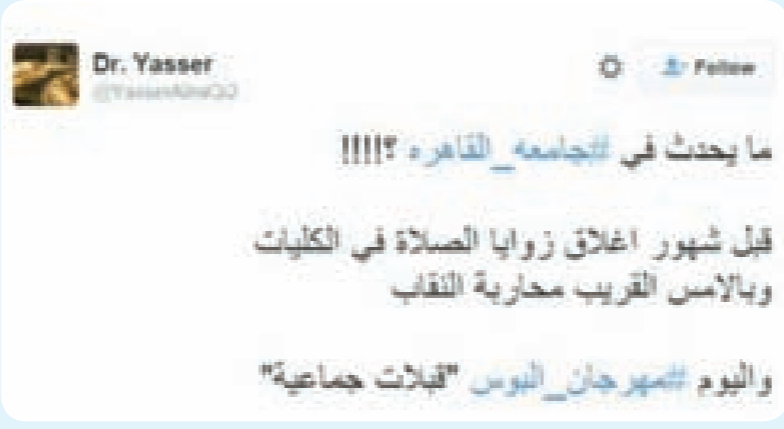 Dr. Yasser
Follow
ما يحدث في #جامعه_القاهره ؟!!!!
قبل شهور اغلاق زوايا الصلاة في الكليات
وبالامس القريب محاربة النقاب
واليوم #مهرجان_البوس "قبلات جماعية"